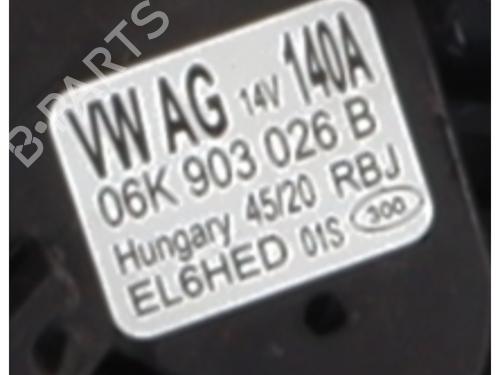 B-PARTS
VW AG 14V 140A
06K 903 026 B
Hungary 45/20 RBJ
EL6HED 01S 300